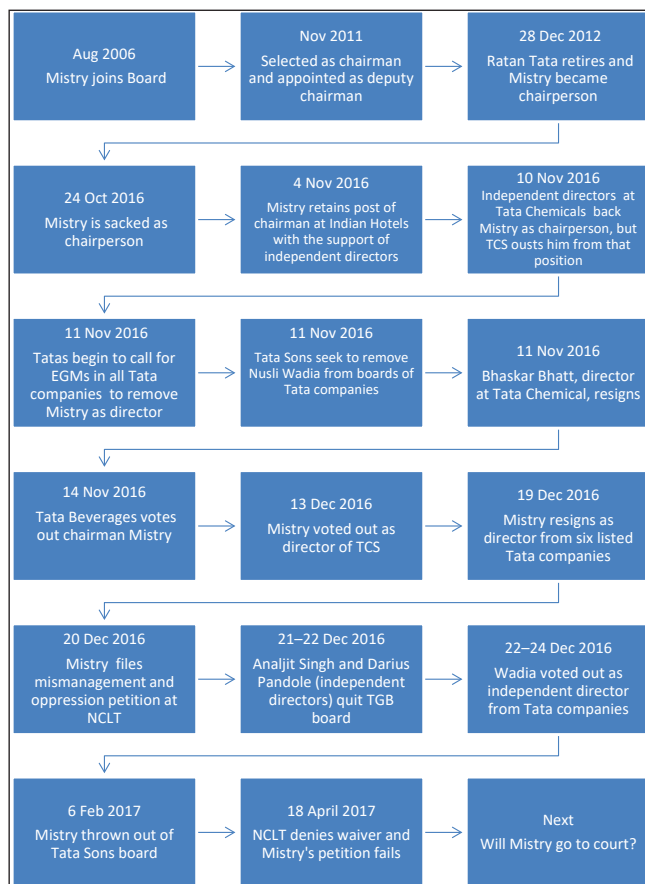 Aug 2006
Mistry joins Board
Nov 2011
Selected as chairman
and appointed as deputy
chairman
28 Dec 2012
Ratan Tata retires and
Mistry became
chairperson
24 Oct 2016
Mistry is sacked as
chairperson
4 Nov 2016
Mistry retains post of
chairman at Indian Hotels
with the support of
independent directors
10 Nov 2016
Independent directors at
Tata Chemicals back
Mistry as chairperson, but
TCS ousts him from that
position
11 Nov 2016
Tatas begin to call for
EGMs in all Tata
companies to remove
Mistry as director
11 Nov 2016
Tata Sons seek to remove
Nusli Wadia from boards of
Tata companies
11 Nov 2016
Bhaskar Bhatt, director
at Tata Chemical, resigns
14 Nov 2016
Tata Beverages votes
out chairman Mistry
13 Dec 2016
Mistry voted out as
director of TCS
19 Dec 2016
Mistry resigns as
director from six listed
Tata companies
20 Dec 2016
Mistry files
mismanagement and
oppression petition at
NCLT
21–22 Dec 2016
Analjit Singh and Darius
Pandole (independent
directors) quit TGB
board
22–24 Dec 2016
Wadia voted out as
independent director
from Tata companies
6 Feb 2017
Mistry thrown out of
Tata Sons board
18 April 2017
NCLT denies waiver and
Mistry's petition fails
Next
Will Mistry go to court?